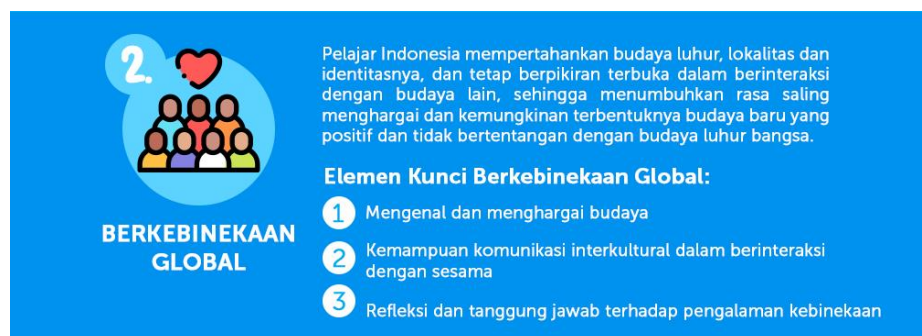 2.
BERKEBINEKAAN
GLOBAL
Pelajar Indonesia mempertahankan budaya luhur, lokalitas dan
identitasnya, dan tetap berpikiran terbuka dalam berinteraksi
dengan budaya lain, sehingga menumbuhkan rasa saling
menghargai dan kemungkinan terbentuknya budaya baru yang
positif dan tidak bertentangan dengan budaya luhur bangsa.
Elemen Kunci Berkebinekaan Global:
1 Mengenal dan menghargai budaya
2 Kemampuan komunikasi interkultural dalam berinteraksi
dengan sesama
3 Refleksi dan tanggung jawab terhadap pengalaman kebinekaan